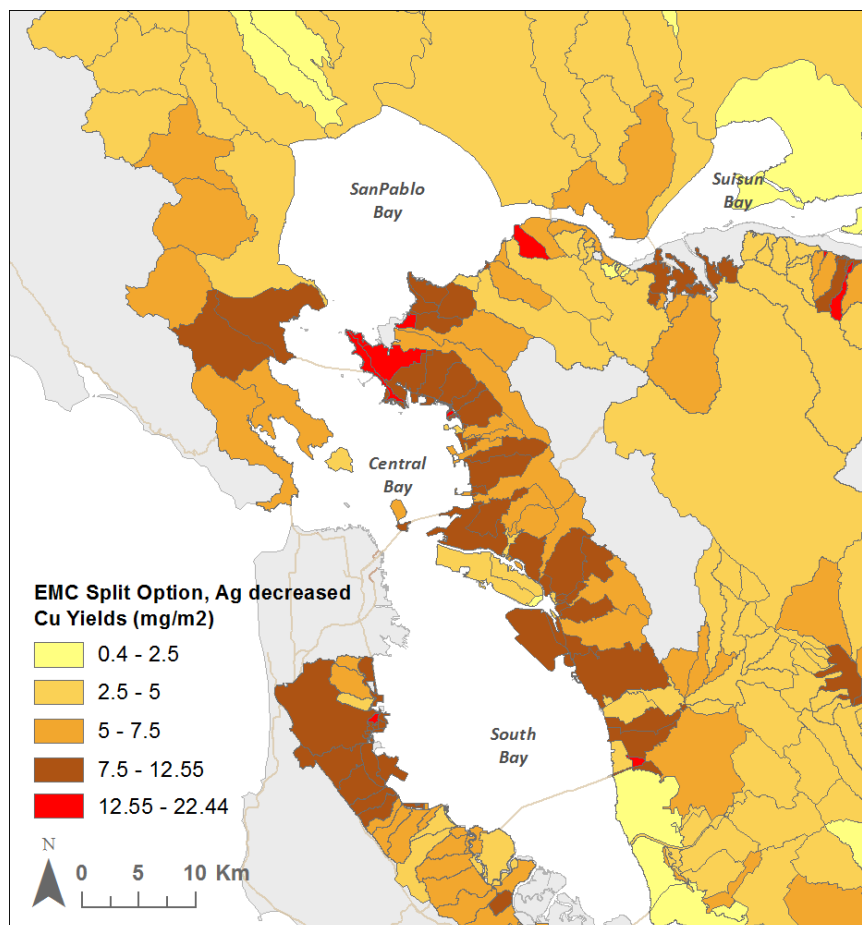 SanPablo
Bay
Suisun
Bay
Central
Bay
South
Bay
EMC Split Option, Ag decreased
Cu Yields (mg/m2)
0.4 - 2.5
2.5 - 5
5 - 7.5
7.5 - 12.55
12.55 - 22.44
N
0 5 10 Km